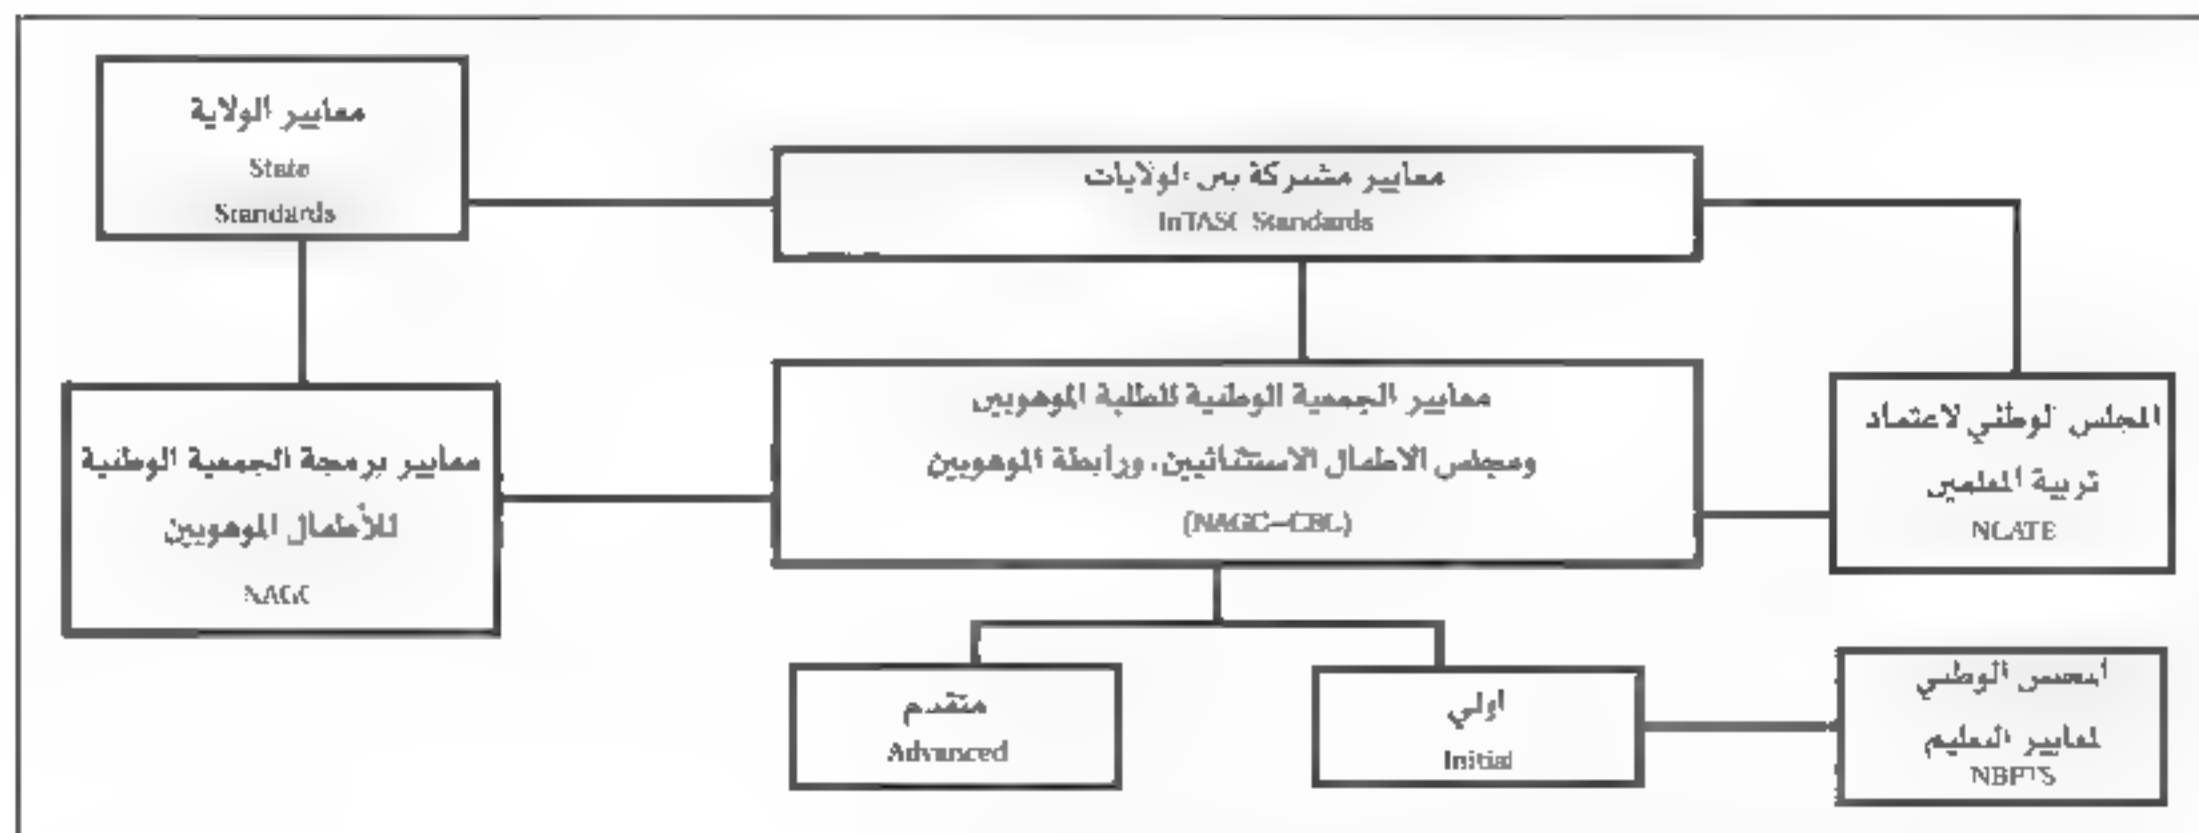 معايير الولاية
State
Standards
معايير مشتركة بين الولايات
InTASC Standards
معايير الجمعية الوطنية للطلبة الموهوبين
ومجلس الاطفال الاستثنائيين، ورابطة الموهوبين
(NAGC–CEC)
المجلس الوطني لاعتماد
تربية المعلمين
NCATE
معايير برمجة الجمعية الوطنية
للأطفال الموهوبين
NAGC
متقدم
Advanced
اولي
Initial
المجلس الوطني
لمعايير التعليم
NBPTS